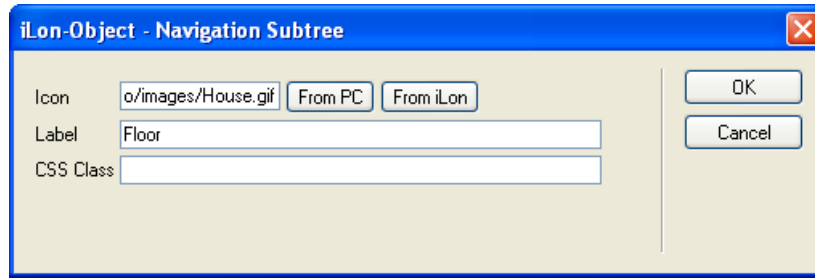 iLon-Object - Navigation Subtree
Icon o/images/House.gif From PC From iLon OK
Label Floor Cancel
CSS Class